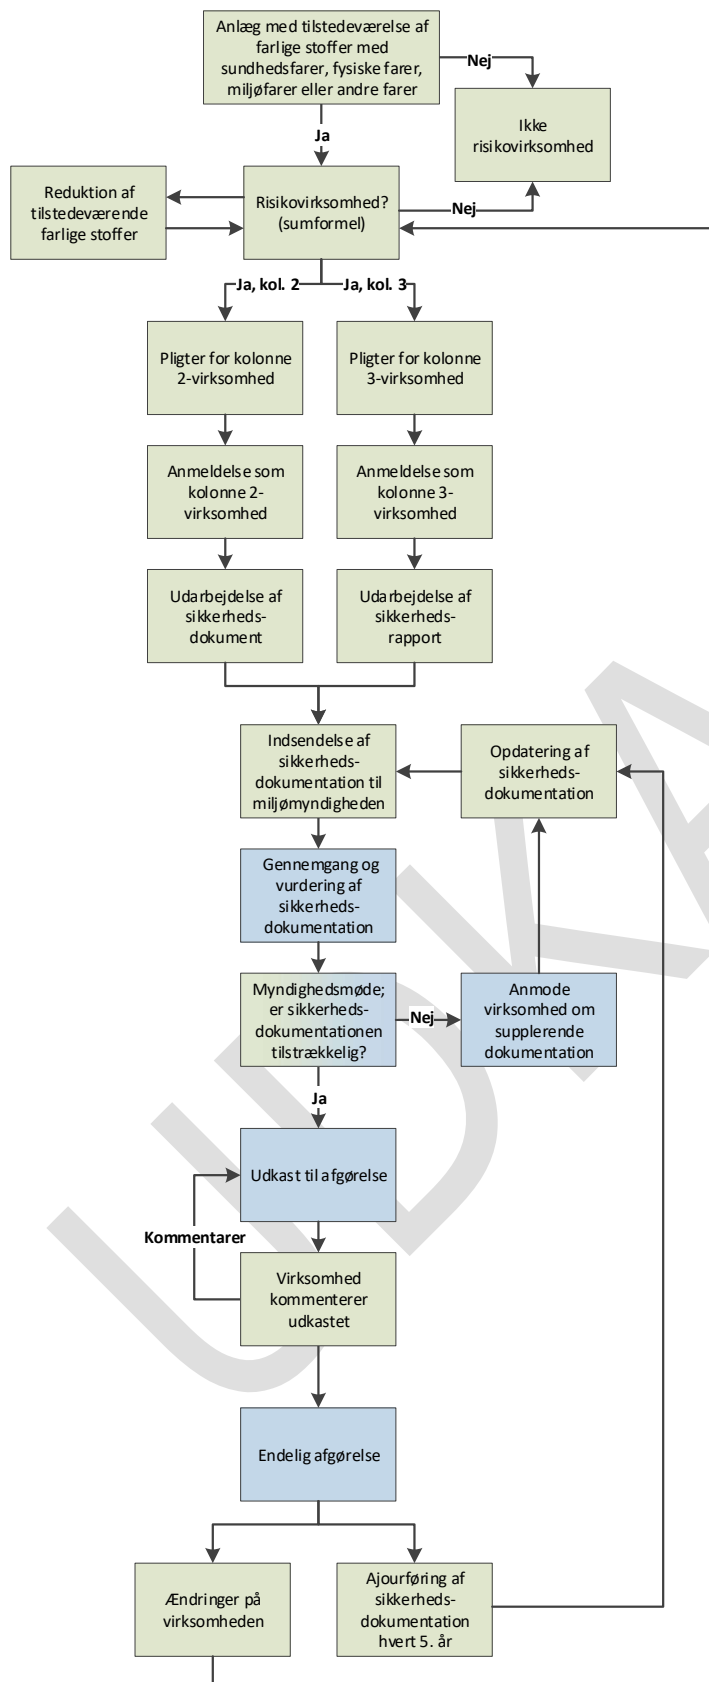 Anlæg med tilstedeværelse af
farlige stoffer med
sundhedsfarer, fysiske farer,
miljøfarer eller andre farer
Nej
Ikke
risikovirksomhed
Ja
Reduktion af
tilstedeværende
farlige stoffer
Risikovirksomhed?
(sumformel)
Nej
Ja, kol. 2
Ja, kol. 3
Pligter for kolonne
2-virksomhed
Pligter for kolonne
3-virksomhed
Anmeldelse som
kolonne 2-
virksomhed
Anmeldelse som
kolonne 3-
virksomhed
Udarbejdelse af
sikkerheds-
dokument
Udarbejdelse af
sikkerheds-
rapport
Indsendelse af
sikkerheds-
dokumentation til
miljømyndigheden
Opdatering af
sikkerheds-
dokumentation
Gennemgang og
vurdering af
sikkerheds-
dokumentation
Myndighedsmøde;
er sikkerheds-
dokumentationen
tilstrækkelig?
Nej
Anmode
virksomhed om
supplerende
dokumentation
Ja
Udkast til afgørelse
Kommentarer
Virksomhed
kommenterer
udkastet
Endelig afgørelse
Ændringer på
virksomheden
Ajourføring af
sikkerheds-
dokumentation
hvert 5. år
UDKA